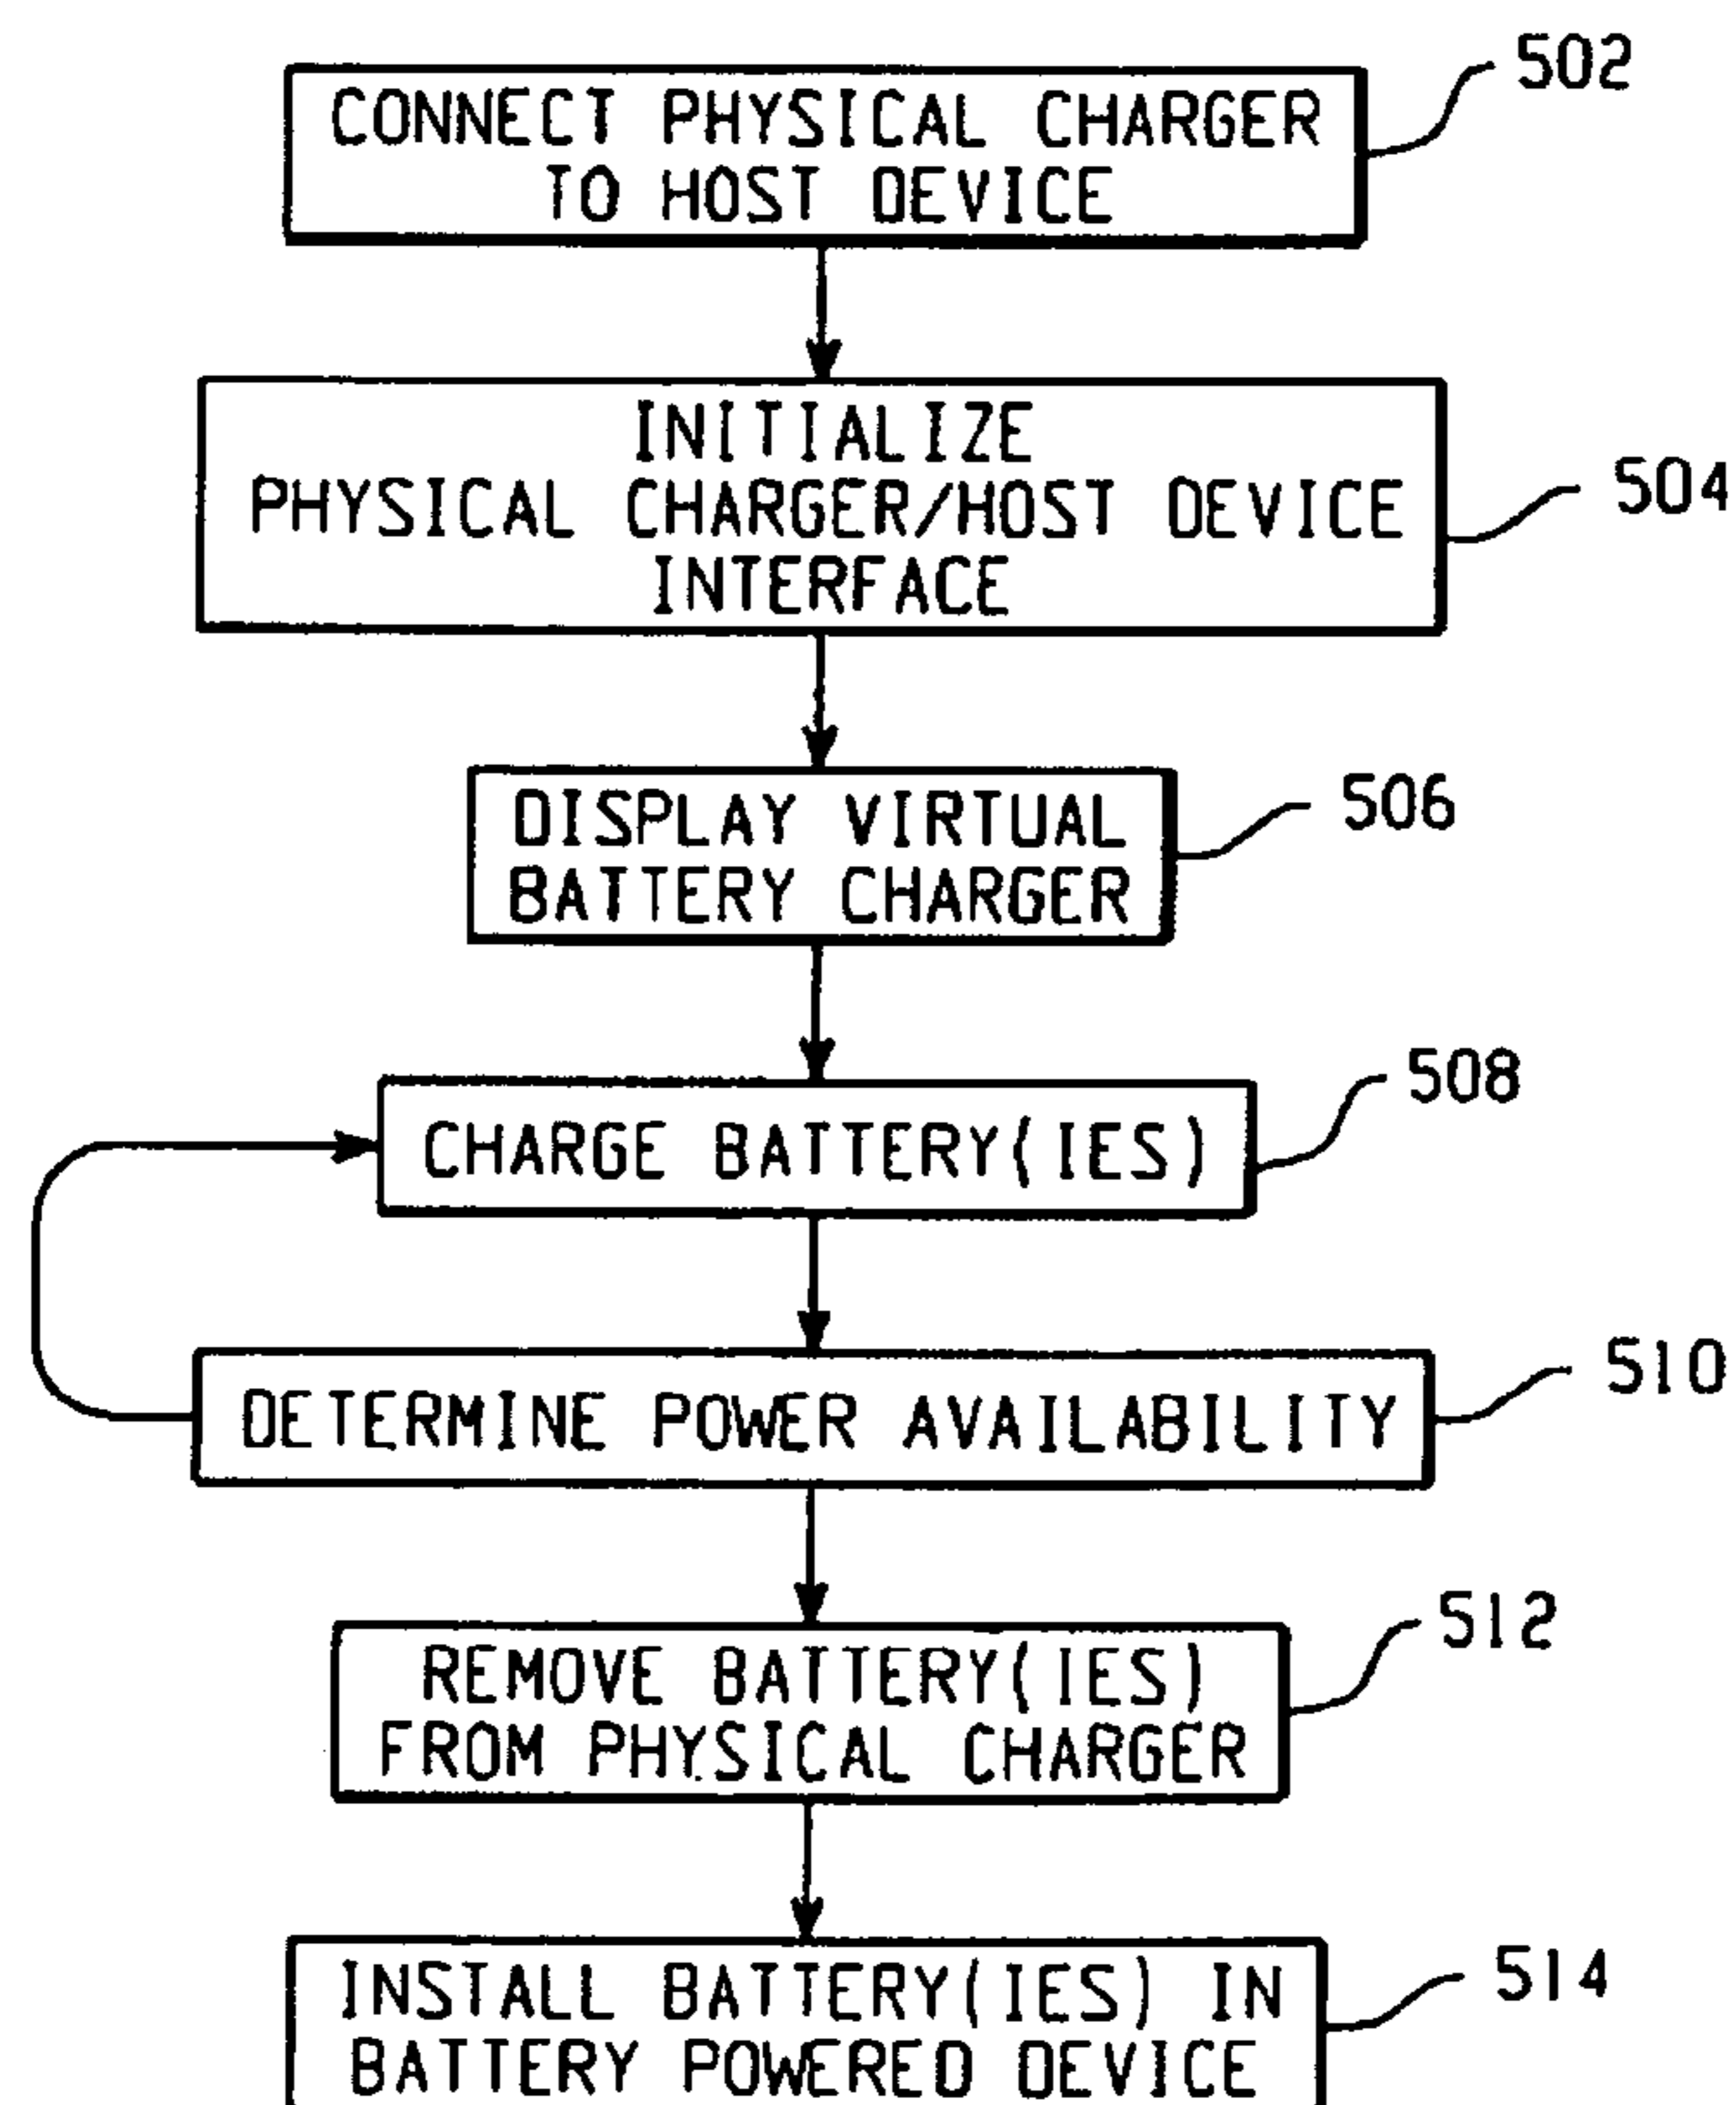 502
CONNECT PHYSICAL CHARGER
TO HOST DEVICE
INITIALIZE
PHYSICAL CHARGER/HOST DEVICE
INTERFACE
504
DISPLAY VIRTUAL
BATTERY CHARGER
506
508
CHARGE BATTERY(IES)
510
DETERMINE POWER AVAILABILITY
512
REMOVE BATTERY(IES)
FROM PHYSICAL CHARGER
514
INSTALL BATTERY(IES) IN
BATTERY POWERED DEVICE